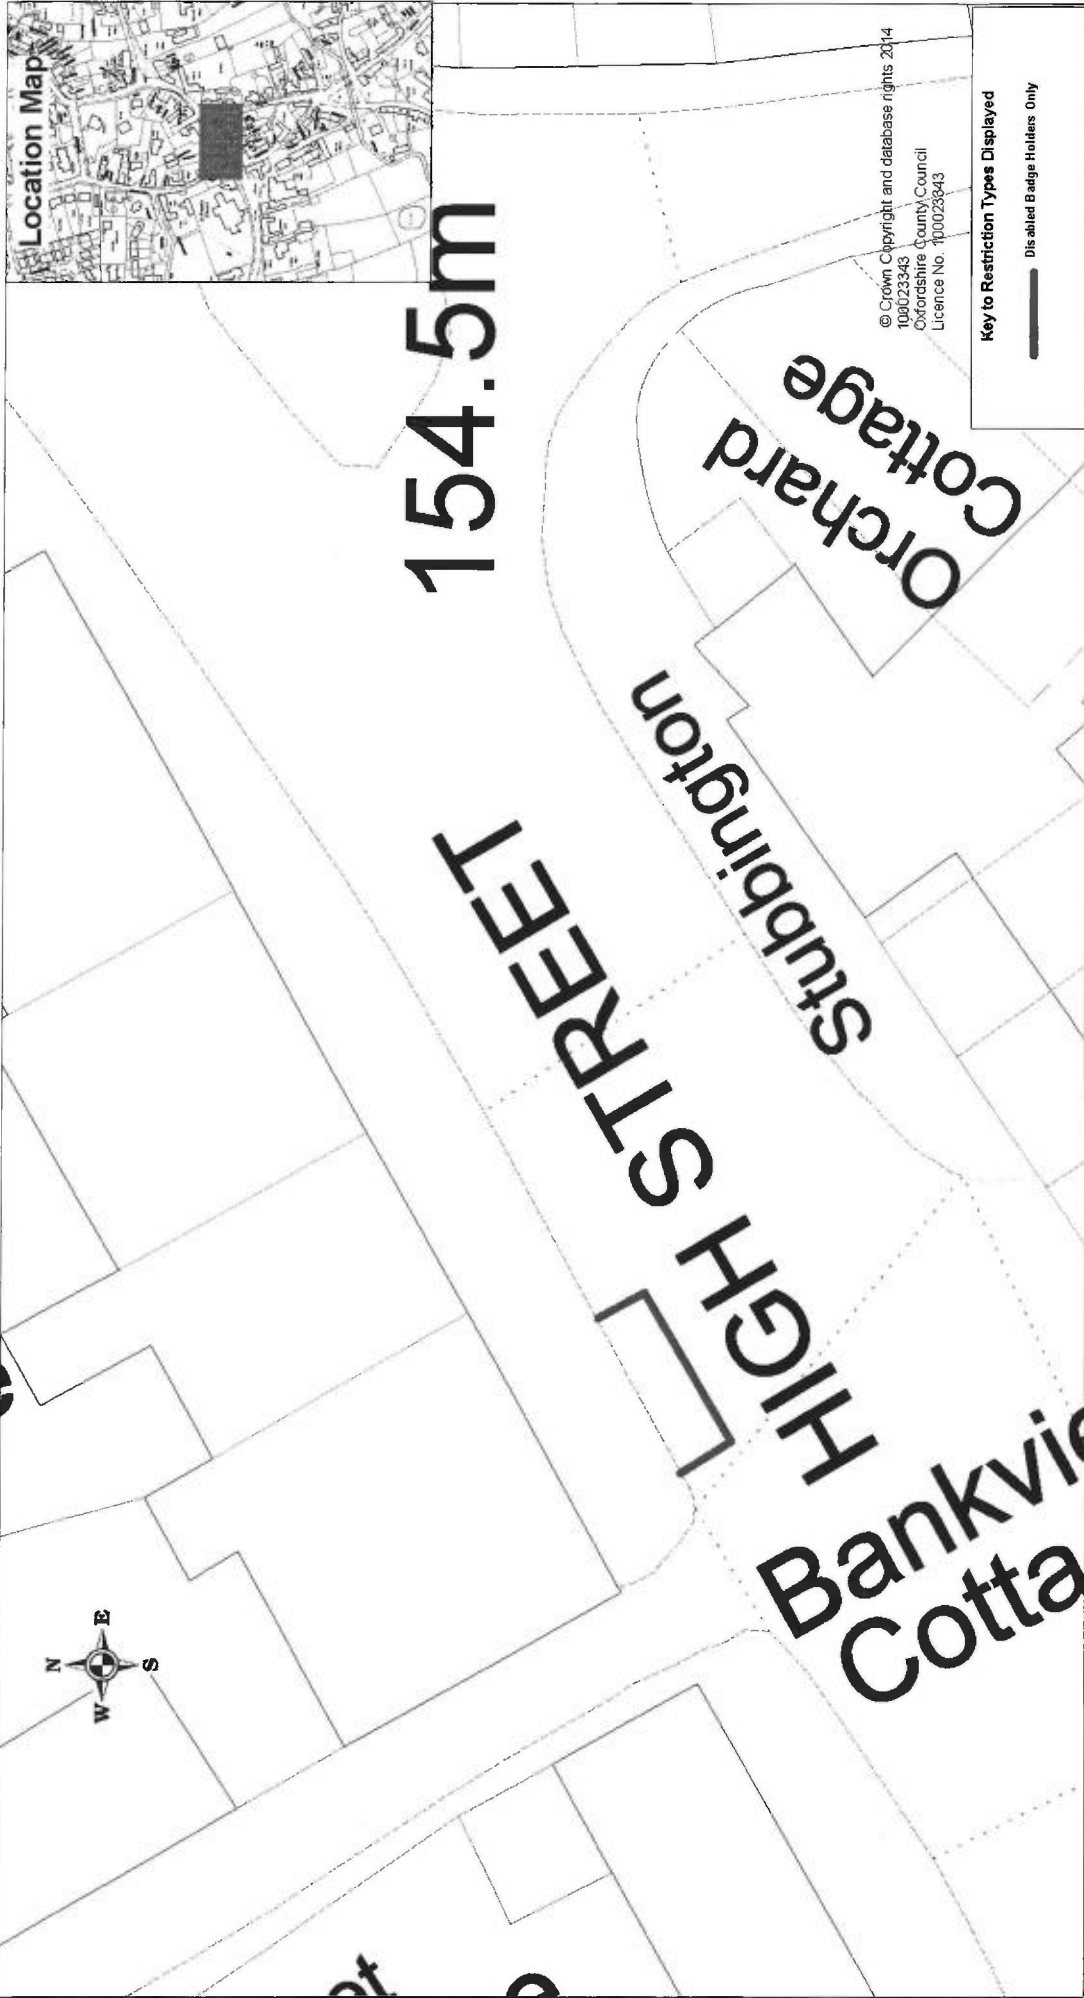 Location Map
154.5m
HIGH STREET
Stubbington
Orchard
Cottage
Bankvie
Cotta
et
e
e
N
W
E
S
© Crown Copyright and database rights 2014
100023343
Oxfordshire County Council
Licence No. 100023343
Key to Restriction Types Displayed
Disabled Badge Holders Only